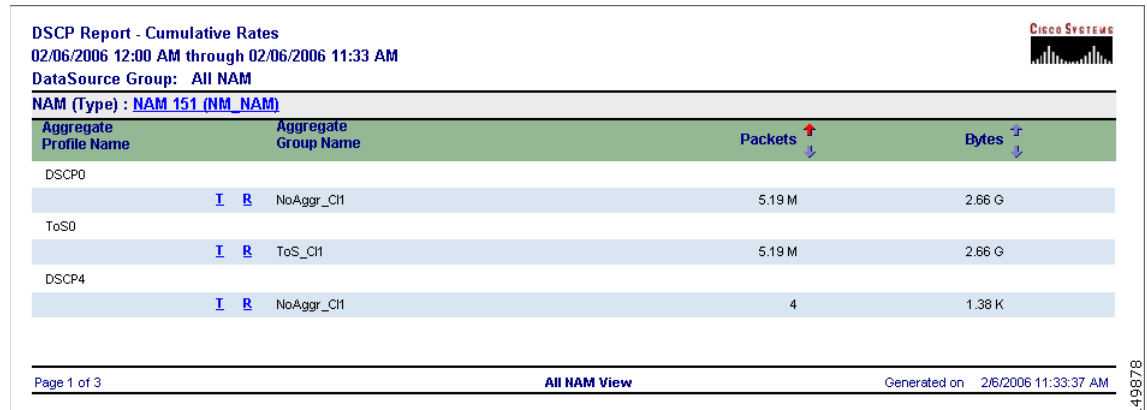 DSCP Report - Cumulative Rates
CISCO SYSTEMS
02/06/2006 12:00 AM through 02/06/2006 11:33 AM
DataSource Group: All NAM
NAM (Type) : NAM 151 (NM_NAM)
Aggregate Profile Name Aggregate Group Name Packets Bytes
DSCP0
T R NoAggr_Cl1 5.19 M 2.66 G
ToS0
T R ToS_Cl1 5.19 M 2.66 G
DSCP4
T R NoAggr_Cl1 4 1.38 K
Page 1 of 3 All NAM View Generated on 2/6/2006 11:33:37 AM
49878